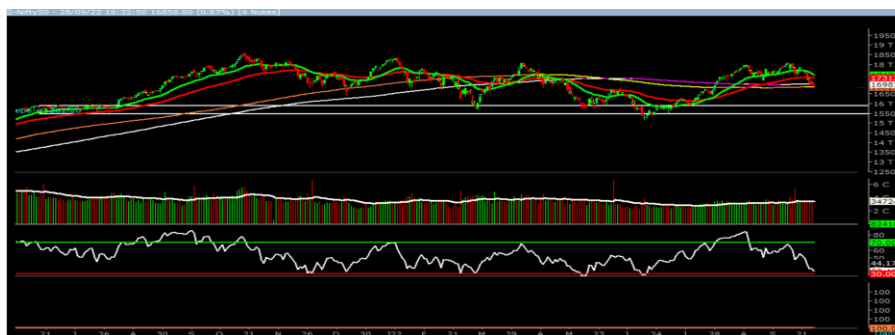 2-Nifty50 - 28/09/22 16:32:50 16858.60 (0.87%) [4 Notes]
1950
19 T
1850
18 T
1731
1698
1650
16 T
1550
15 T
1450
14 T
1350
13 T
1250
6 C
3472
2 C
6241
80
70.00
60
50
44.17
30.00
100
100
100
100
100.
21 J 26 A 30 S O 21 N 26 D 30 J22 F 21 M 29 A M 23 J 24 J 28 A S 21